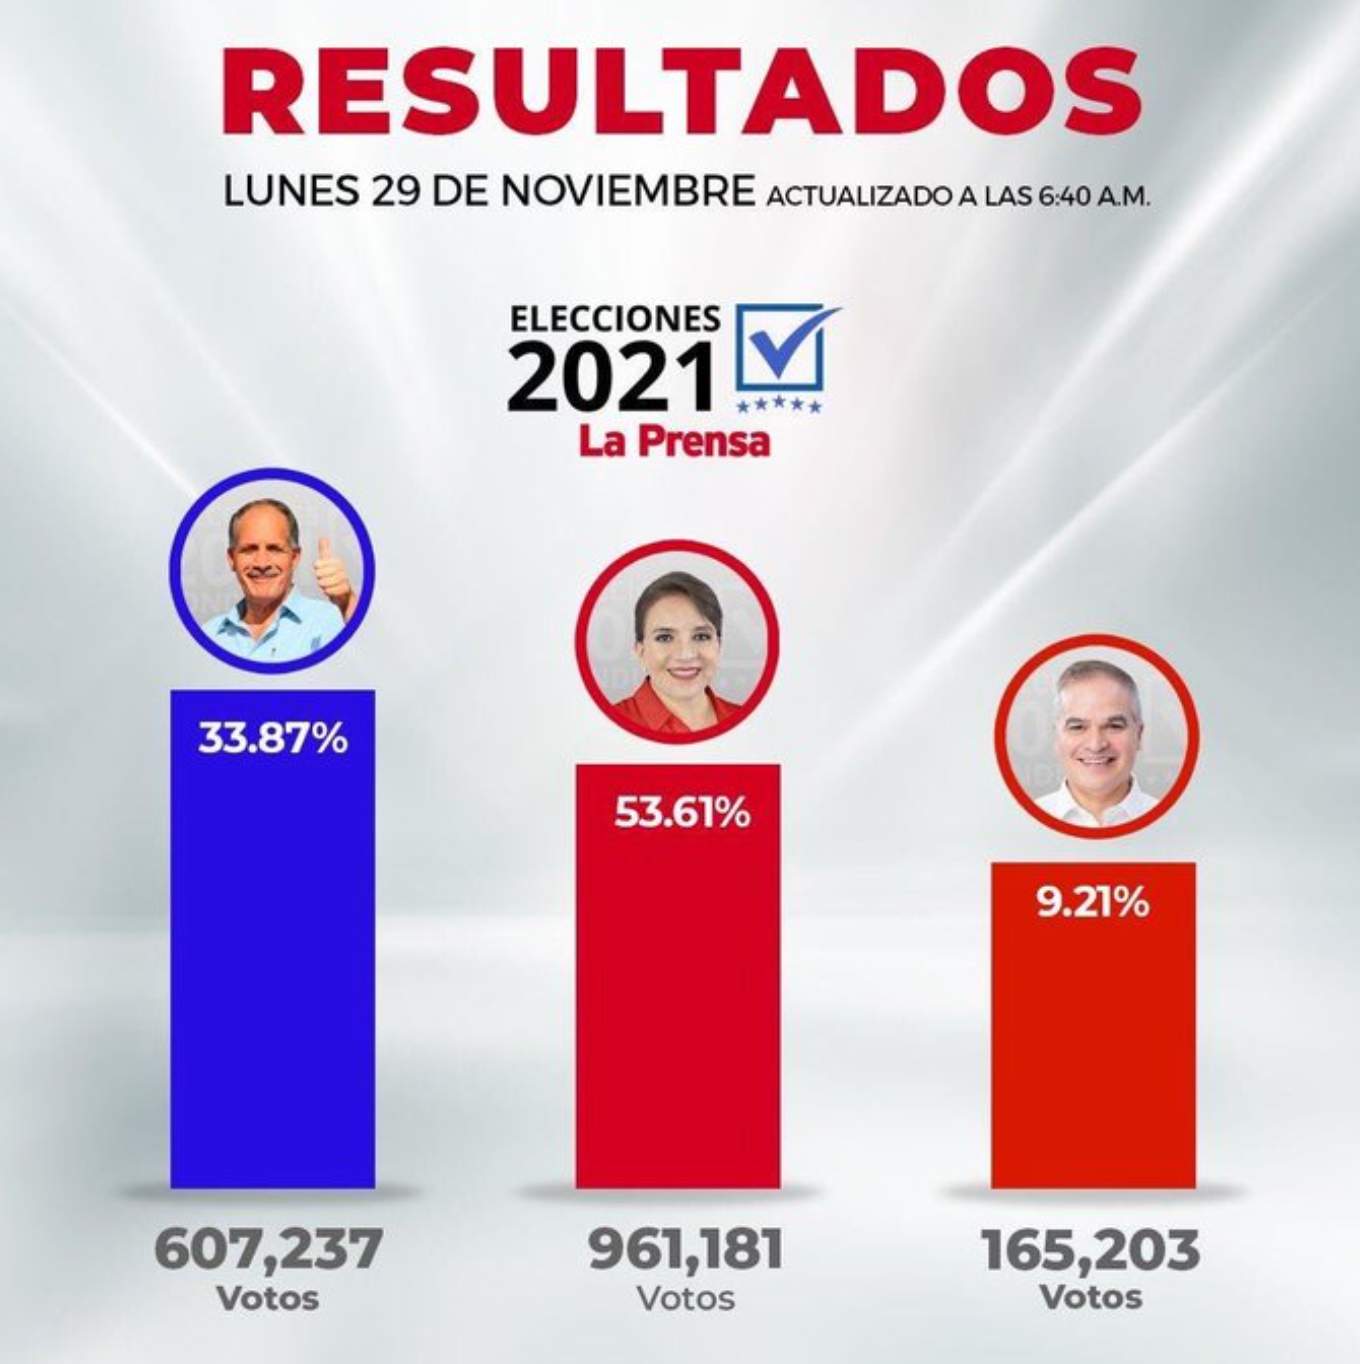 RESULTADOS
LUNES 29 DE NOVIEMBRE ACTUALIZADO A LAS 6:40 A.M.
ELECCIONES
2021
La Prensa
33.87%
53.61%
9.21%
607,237
Votos
961,181
Votos
165,203
Votos